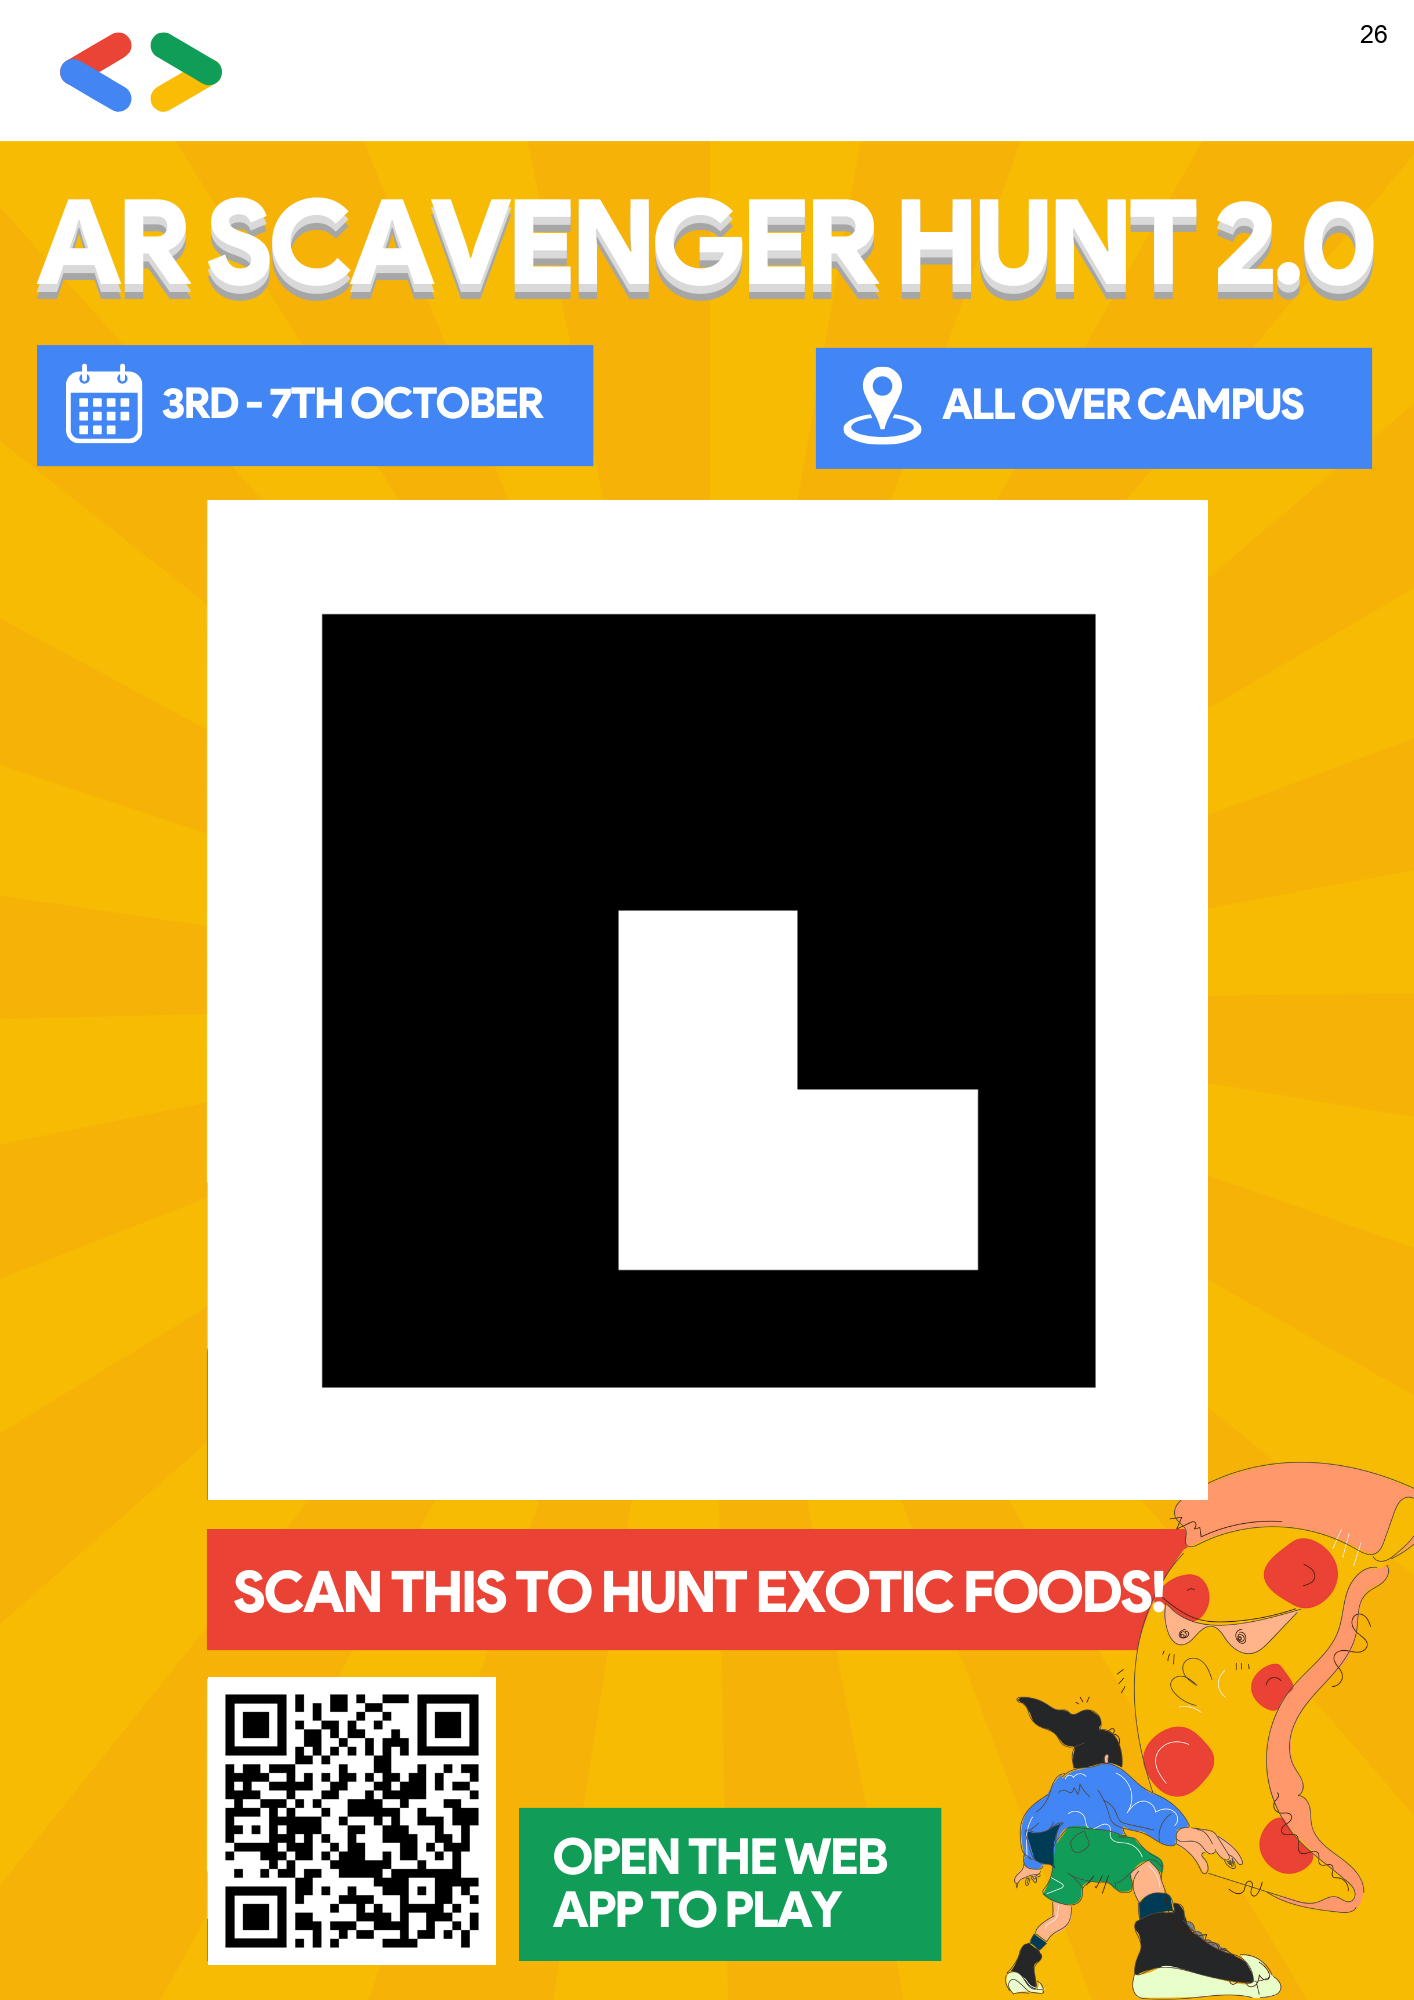 26
AR SCAVENGER HUNT 2.0
3RD - 7TH OCTOBER
ALL OVER CAMPUS
SCAN THIS TO HUNT EXOTIC FOODS!
OPEN THE WEB
APP TO PLAY